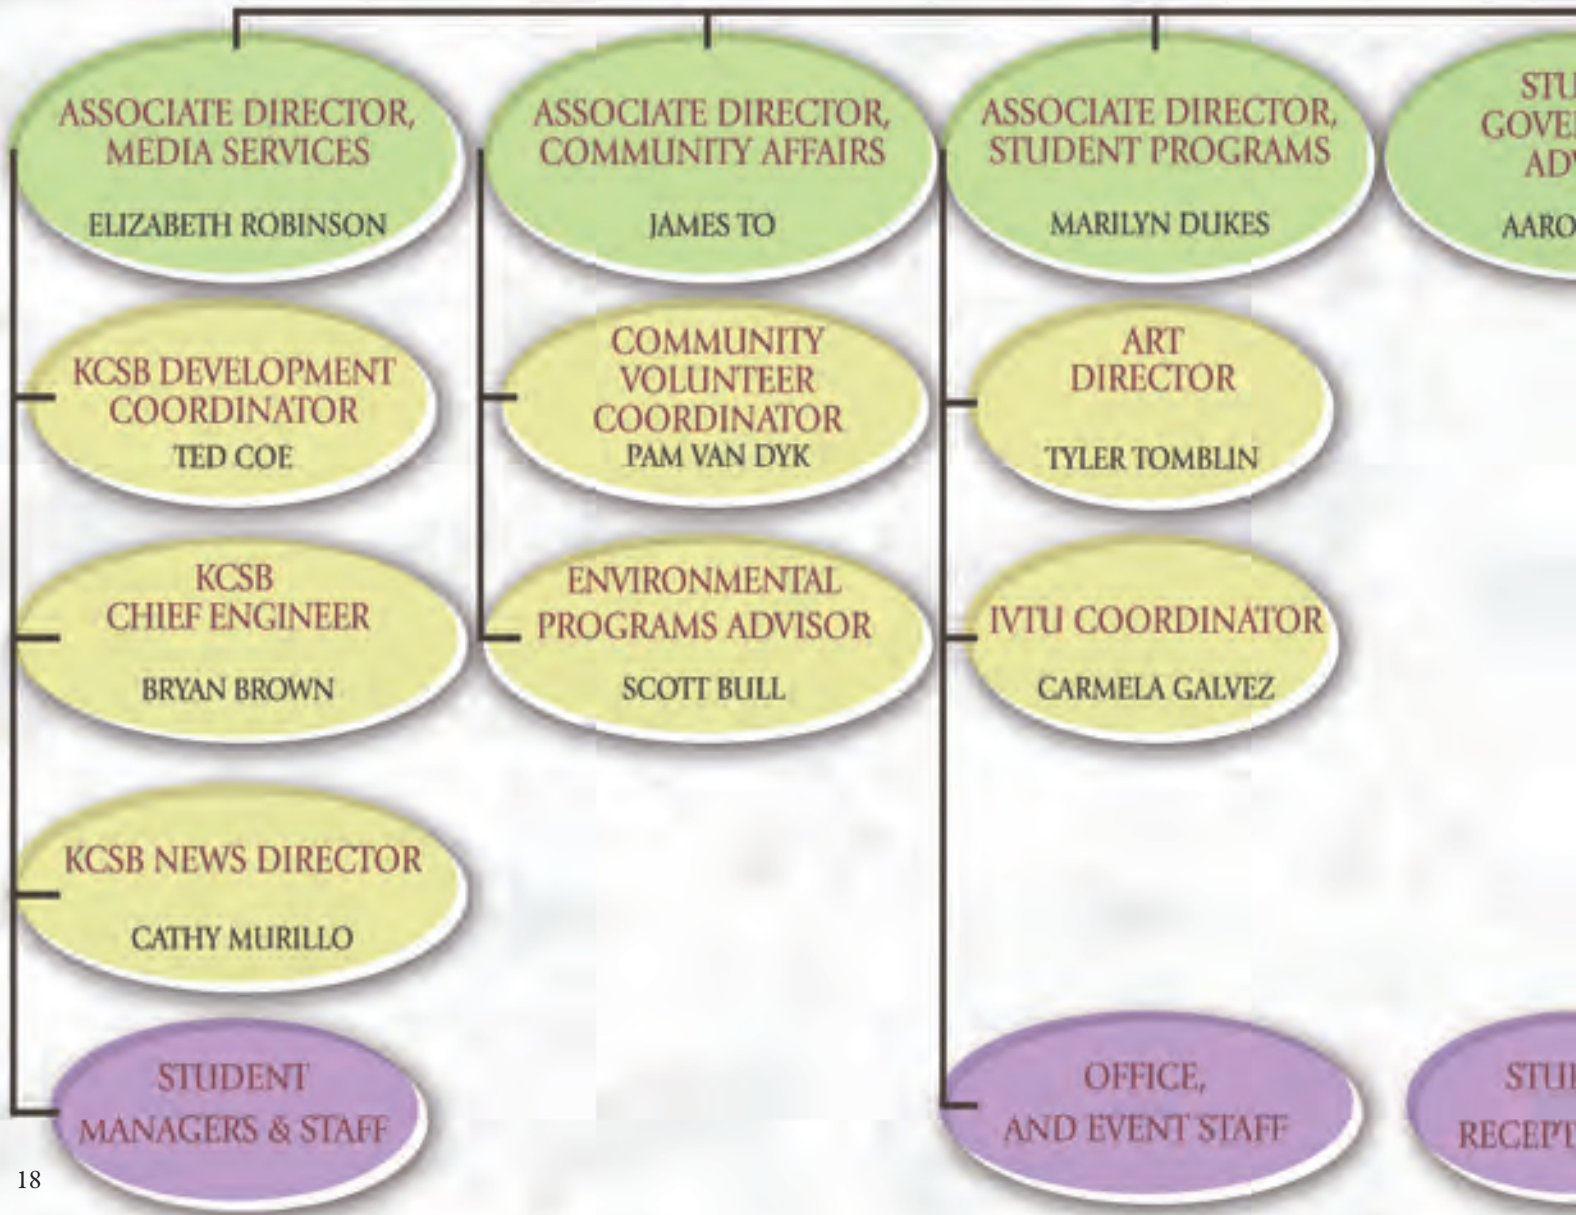 ASSOCIATE DIRECTOR,
MEDIA SERVICES
ELIZABETH ROBINSON
KCSB DEVELOPMENT
COORDINATOR
TED COE
KCSB
CHIEF ENGINEER
BRYAN BROWN
KCSB NEWS DIRECTOR
CATHY MURILLO
STUDENT
MANAGERS & STAFF
ASSOCIATE DIRECTOR,
COMMUNITY AFFAIRS
JAMES TO
COMMUNITY
VOLUNTEER
COORDINATOR
PAM VAN DYK
ENVIRONMENTAL
PROGRAMS ADVISOR
SCOTT BULL
ASSOCIATE DIRECTOR,
STUDENT PROGRAMS
MARILYN DUKES
ART
DIRECTOR
TYLER TOMBLIN
IVTU COORDINATOR
CARMELA GALVEZ
OFFICE,
AND EVENT STAFF
18